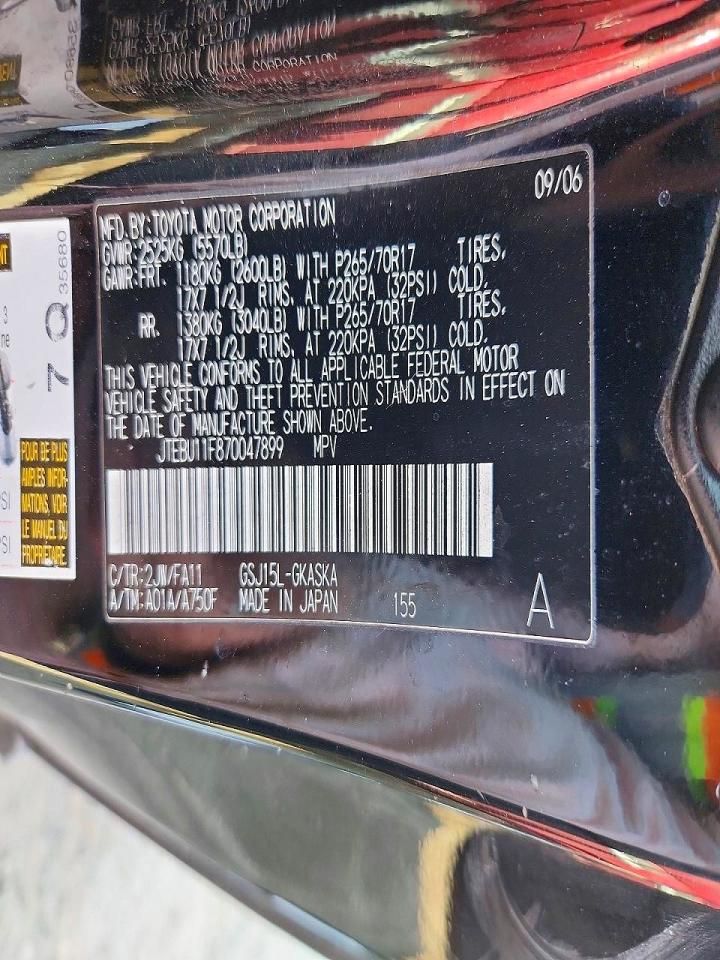 09/06
MFD.BY:TOYOTA MOTOR CORPORATION
GVWR:2525KG (5570LB)
GAWR:FRT. 1180KG (2600LB) WITH P265/70R17 TIRES,
17X7 1/2J RIMS, AT 220KPA (32PSI) COLD.
RR. 1380KG (3040LB) WITH P265/70R17 TIRES,
17X7 1/2J RIMS, AT 220KPA (32PSI) COLD.
THIS VEHICLE CONFORMS TO ALL APPLICABLE FEDERAL MOTOR
VEHICLE SAFETY AND THEFT PREVENTION STANDARDS IN EFFECT ON
THE DATE OF MANUFACTURE SHOWN ABOVE.
JTEBU11F870047899 MPV
C/TR:2JW/FA11 GSJ15L-GKASKA
A/TM:A01A/A750F MADE IN JAPAN 155 A
7 Q 35680
POUR DE PLUS
AMPLES INFOR-
MATIONS, VOIR
LE MANUEL DU
PROPRIÉTAIRE.